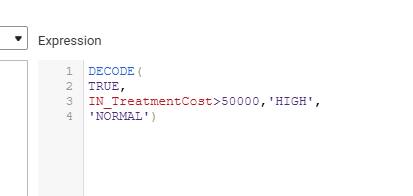 Expression
1 DECODE(
2 TRUE,
3 IN_TreatmentCost>50000,'HIGH',
4 'NORMAL')